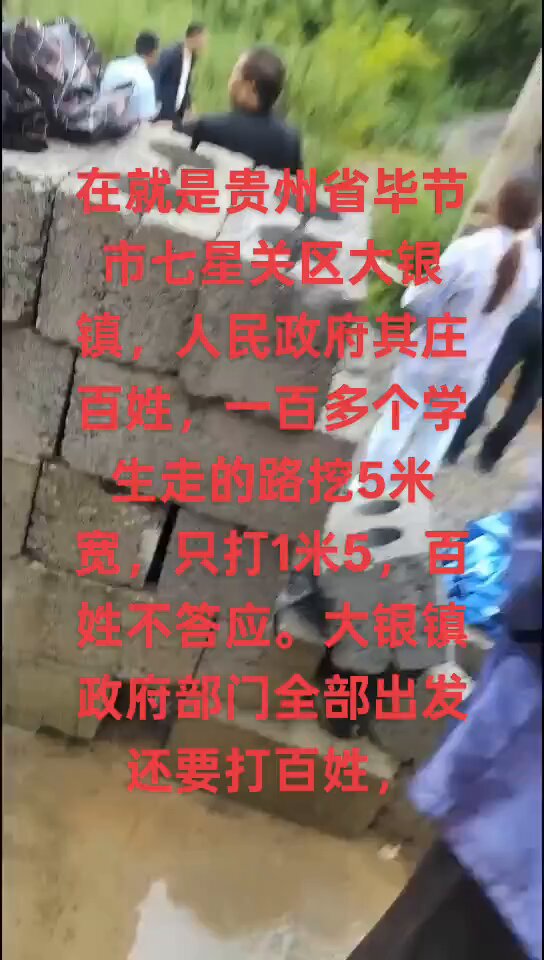 在就是贵州省毕节
市七星关区大银
镇，人民政府其庄
百姓，一百多个学
生走的路挖5米
宽，只打1米5，百
姓不答应。大银镇
政府部门全部出发
还要打百姓，